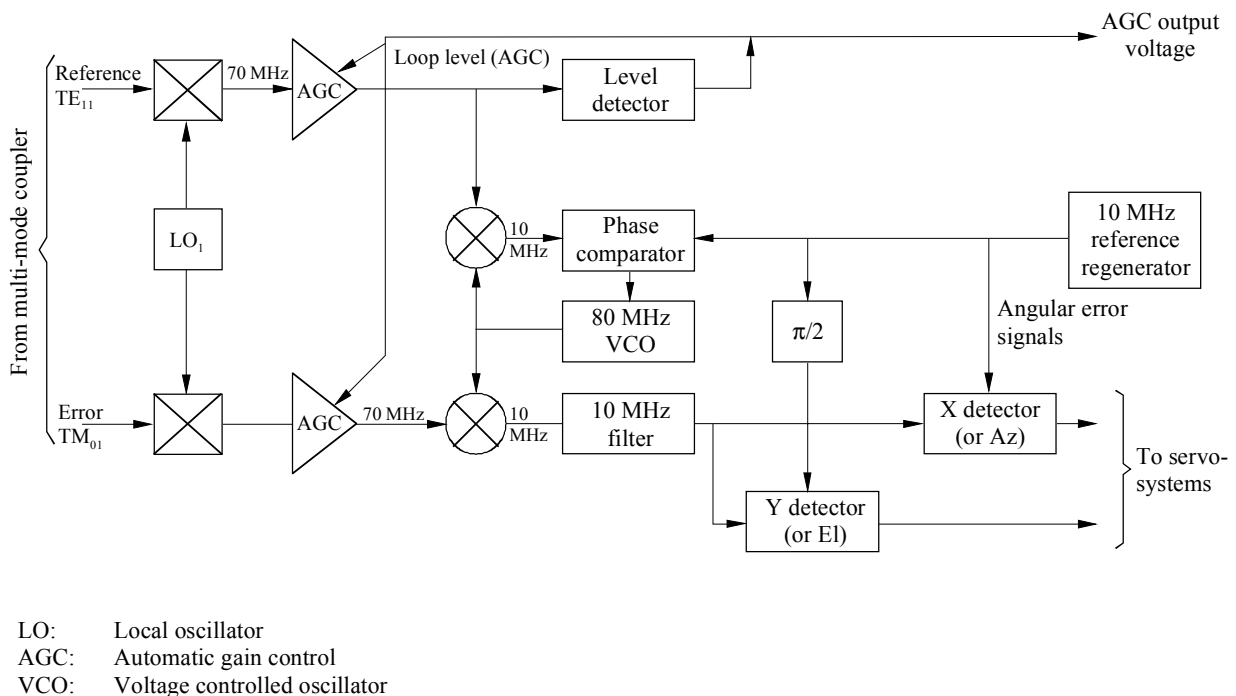 AGC output
voltage
Loop level (AGC)
Reference
TE₁₁
70 MHz
AGC
Level
detector
From multi-mode coupler
LO₁
10
MHz
Phase
comparator
10 MHz
reference
regenerator
80 MHz
VCO
π/2
Angular error
signals
Error
TM₀₁
AGC
70 MHz
10
MHz
10 MHz
filter
X detector
(or Az)
To servo-
systems
Y detector
(or El)
LO: Local oscillator
AGC: Automatic gain control
VCO: Voltage controlled oscillator